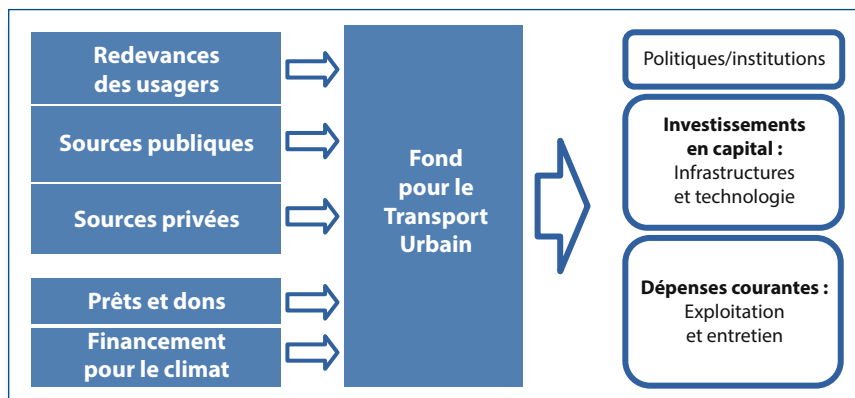 Redevances
des usagers
Sources publiques
Sources privées
Prêts et dons
Financement
pour le climat
Fond
pour le
Transport
Urbain
Politiques/institutions
Investissements
en capital :
Infrastructures
et technologie
Dépenses courantes :
Exploitation
et entretien